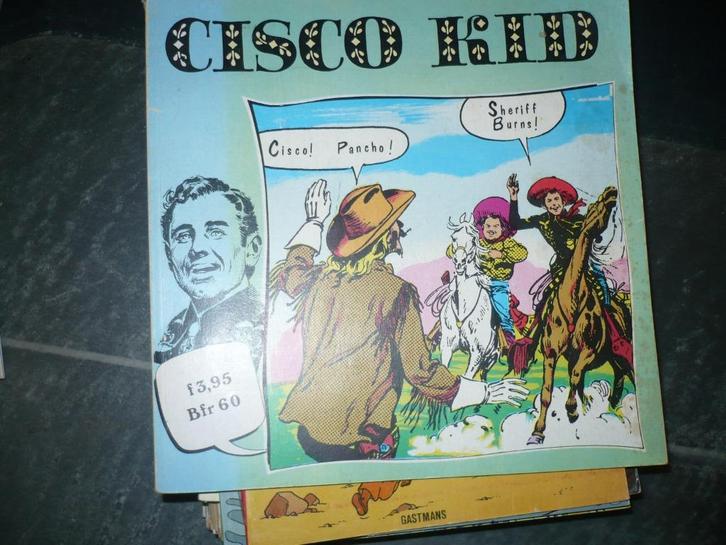 CISCO KID
Sheriff
Burns!
Cisco! Pancho!
f 3,95
Bfr 60
GASTMANS